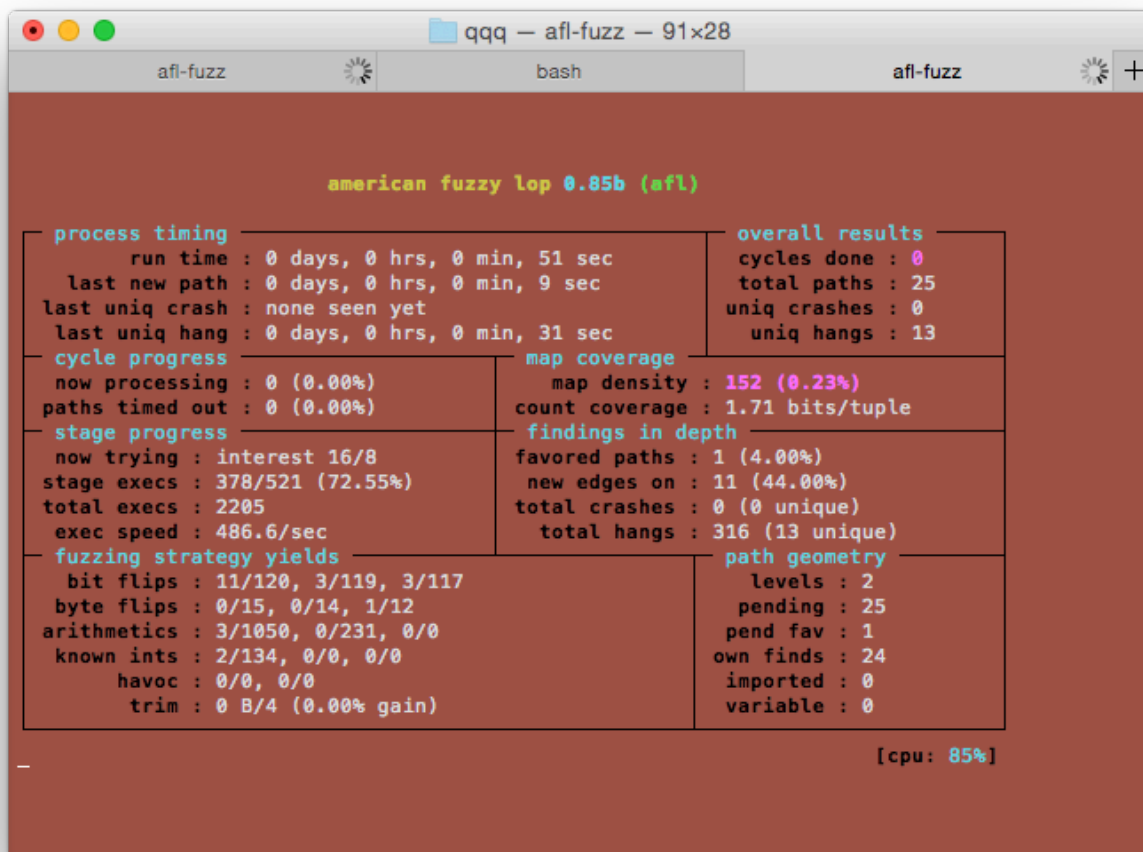 qqq — afl-fuzz — 91×28
afl-fuzz bash afl-fuzz +
american fuzzy lop 0.85b (afl)
process timing overall results
run time : 0 days, 0 hrs, 0 min, 51 sec cycles done : 0
last new path : 0 days, 0 hrs, 0 min, 9 sec total paths : 25
last uniq crash : none seen yet uniq crashes : 0
last uniq hang : 0 days, 0 hrs, 0 min, 31 sec uniq hangs : 13
cycle progress map coverage
now processing : 0 (0.00%) map density : 152 (0.23%)
paths timed out : 0 (0.00%) count coverage : 1.71 bits/tuple
stage progress findings in depth
now trying : interest 16/8 favored paths : 1 (4.00%)
stage execs : 378/521 (72.55%) new edges on : 11 (44.00%)
total execs : 2205 total crashes : 0 (0 unique)
exec speed : 486.6/sec total hangs : 316 (13 unique)
fuzzing strategy yields path geometry
bit flips : 11/120, 3/119, 3/117 levels : 2
byte flips : 0/15, 0/14, 1/12 pending : 25
arithmetics : 3/1050, 0/231, 0/0 pend fav : 1
known ints : 2/134, 0/0, 0/0 own finds : 24
havoc : 0/0, 0/0 imported : 0
trim : 0 B/4 (0.00% gain) variable : 0
[cpu: 85%]